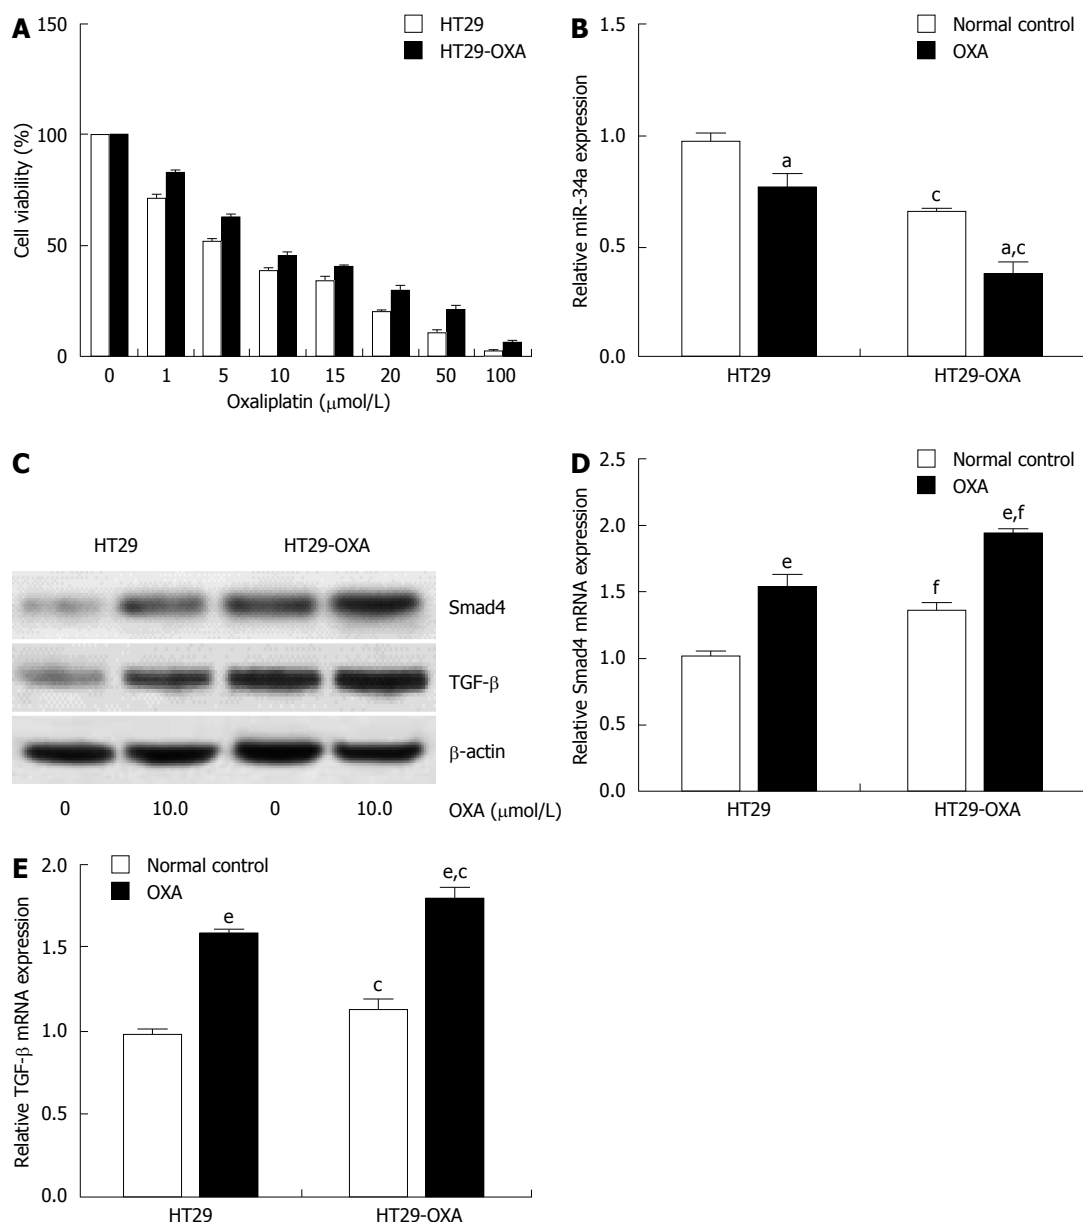 A
150
100
50
0
Cell viability (%)
HT29
HT29-OXA
0 1 5 10 15 20 50 100
Oxaliplatin (μmol/L)
B
1.5
1.0
0.5
0.0
Relative miR-34a expression
Normal control
OXA
a
c
a,c
HT29 HT29-OXA
C
HT29 HT29-OXA
Smad4
TGF-β
β-actin
0 10.0 0 10.0 OXA (μmol/L)
D
2.5
2.0
1.5
1.0
0.5
0.0
Relative Smad4 mRNA expression
Normal control
OXA
e
f
e,f
HT29 HT29-OXA
E
2.0
1.5
1.0
0.5
0.0
Relative TGF-β mRNA expression
Normal control
OXA
e
c
e,c
HT29 HT29-OXA